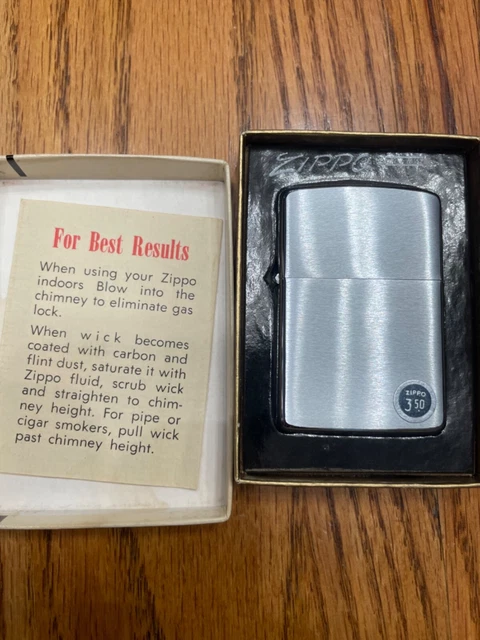 For Best Results
When using your Zippo
indoors Blow into the
chimney to eliminate gas
lock.
When wick becomes
coated with carbon and
flint dust, saturate it with
Zippo fluid, scrub wick
and straighten to chim-
ney height. For pipe or
cigar smokers, pull wick
past chimney height.
ZIPPO
ZIPPO
3 50